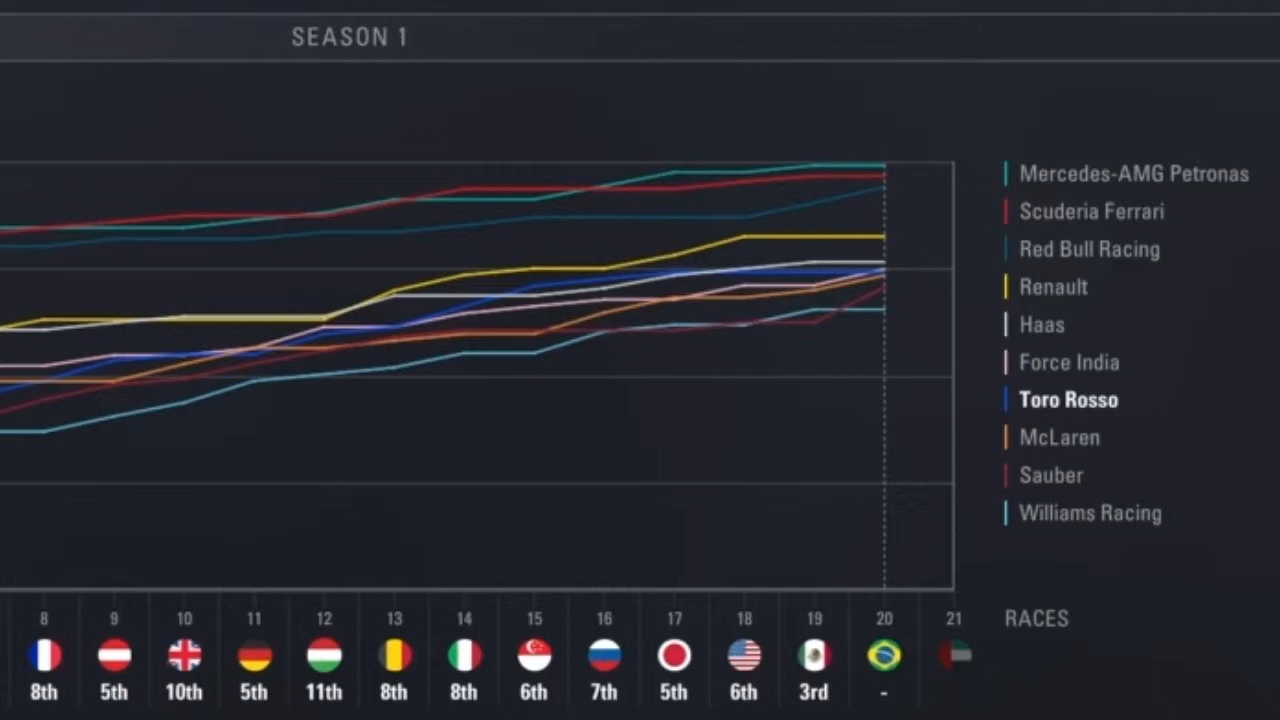 SEASON 1
Mercedes-AMG Petronas
Scuderia Ferrari
Red Bull Racing
Renault
Haas
Force India
Toro Rosso
McLaren
Sauber
Williams Racing
8 9 10 11 12 13 14 15 16 17 18 19 20 21 RACES
8th 5th 10th 5th 11th 8th 8th 6th 7th 5th 6th 3rd -